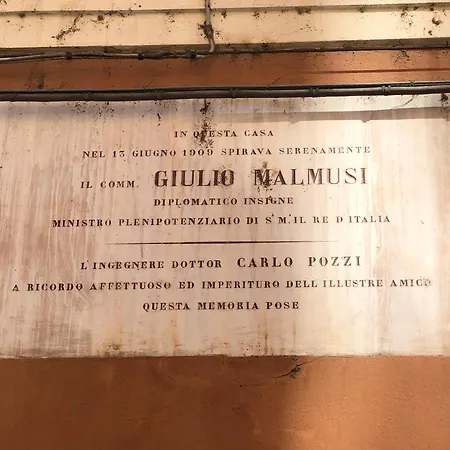 IN QUESTA CASA
NEL 13 GIUGNO 1909 SPIRAVA SERENAMENTE
IL COMM. GIULIO MALMUSI
DIPLOMATICO INSIGNE
MINISTRO PLENIPOTENZIARIO DI S.M. IL RE D'ITALIA
L'INGEGNERE DOTTOR CARLO POZZI
A RICORDO AFFETTUOSO ED IMPERITURO DELL'ILLUSTRE AMICO
QUESTA MEMORIA POSE